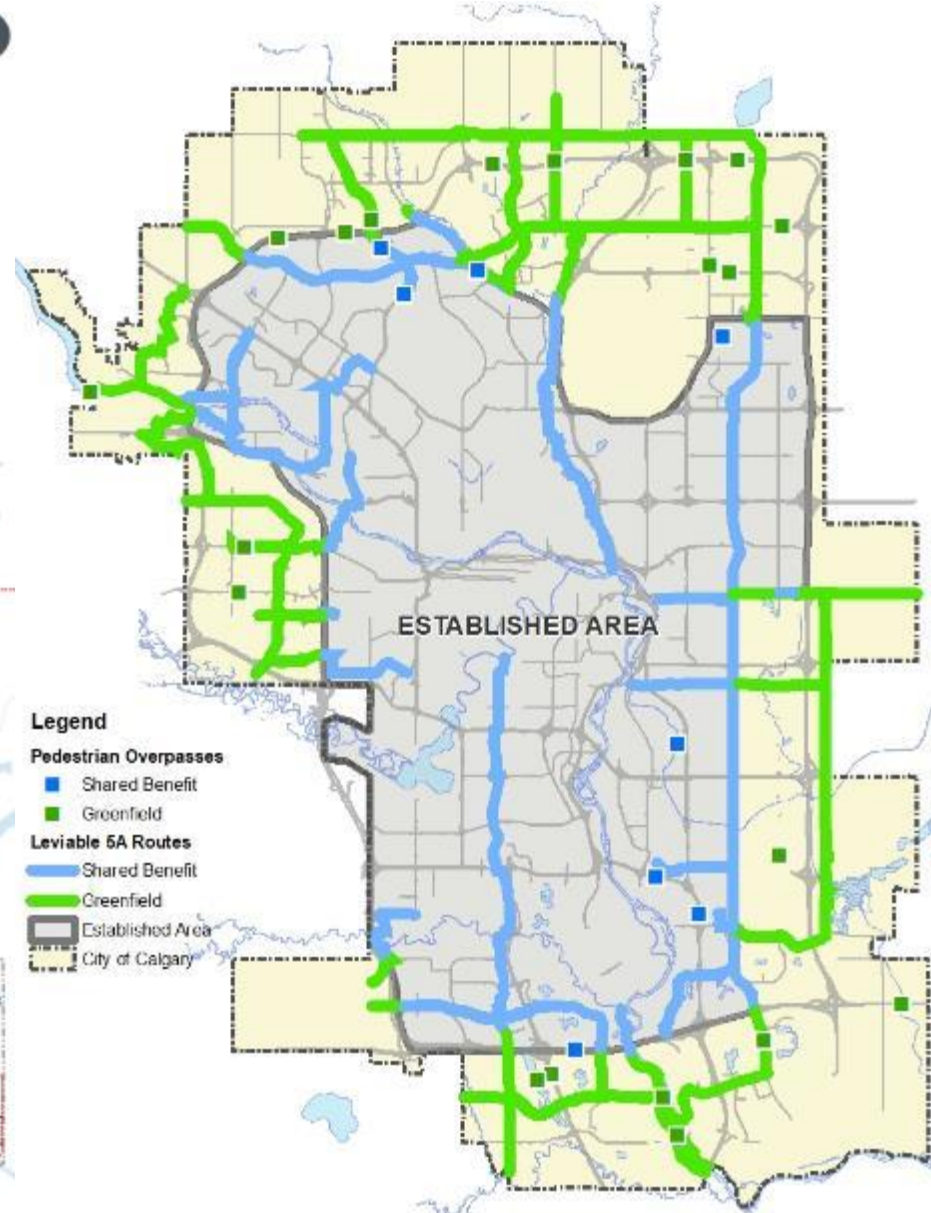 ESTABLISHED AREA
Legend
Pedestrian Overpasses
Shared Benefit
Greenfield
Leviable 5A Routes
Shared Benefit
Greenfield
Established Area
City of Calgary